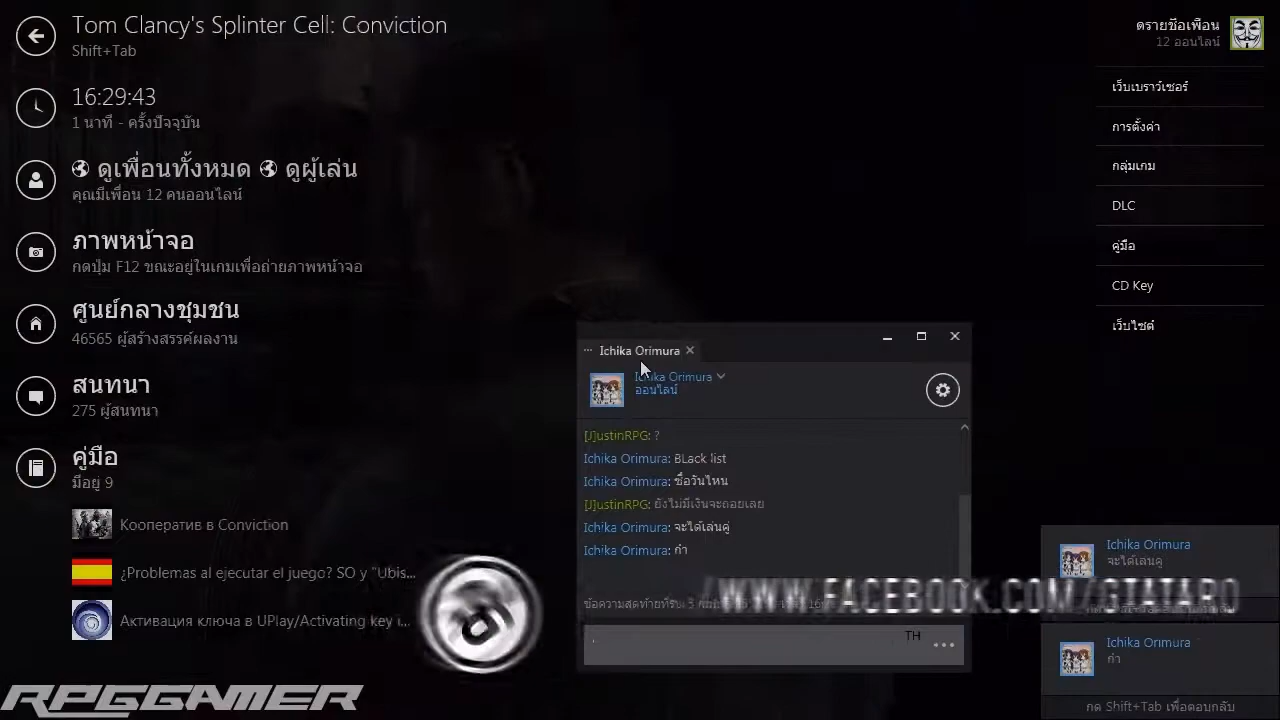 Tom Clancy's Splinter Cell: Conviction
Shift+Tab
16:29:43
1 นาที - ครั้งปัจจุบัน
ดูเพื่อนทั้งหมด ดูผู้เล่น
คุณมีเพื่อน 12 คนออนไลน์
ภาพหน้าจอ
กดปุ่ม F12 ขณะอยู่ในเกมเพื่อถ่ายภาพหน้าจอ
ศูนย์กลางชุมชน
46565 ผู้สร้างสรรค์ผลงาน
สนทนา
275 ผู้สนทนา
คู่มือ
มีอยู่ 9
Кооператив в Conviction
¿Problemas al ejecutar el juego? SO y "Ubis...
Активация ключа в UPlay/Activating key i...
RPGGAMER
Ichika Orimura
Ichika Orimura
ออนไลน์
[J]ustinRPG: ?
Ichika Orimura: BLack list
Ichika Orimura: ซื้อวันไหน
[J]ustinRPG: ยังไม่มีเงินจะถอยเลย
Ichika Orimura: จะได้เล่นคู่
Ichika Orimura: ก๋า
TH
WWW.FACEBOOK.COM/GTATARO
รายชื่อเพื่อน
12 ออนไลน์
เว็บเบราว์เซอร์
การตั้งค่า
กลุ่มเกม
DLC
คู่มือ
CD Key
เว็บไซต์
Ichika Orimura
จะได้เล่นคู่
Ichika Orimura
ก๋า
กด Shift+Tab เพื่อตอบกลับ